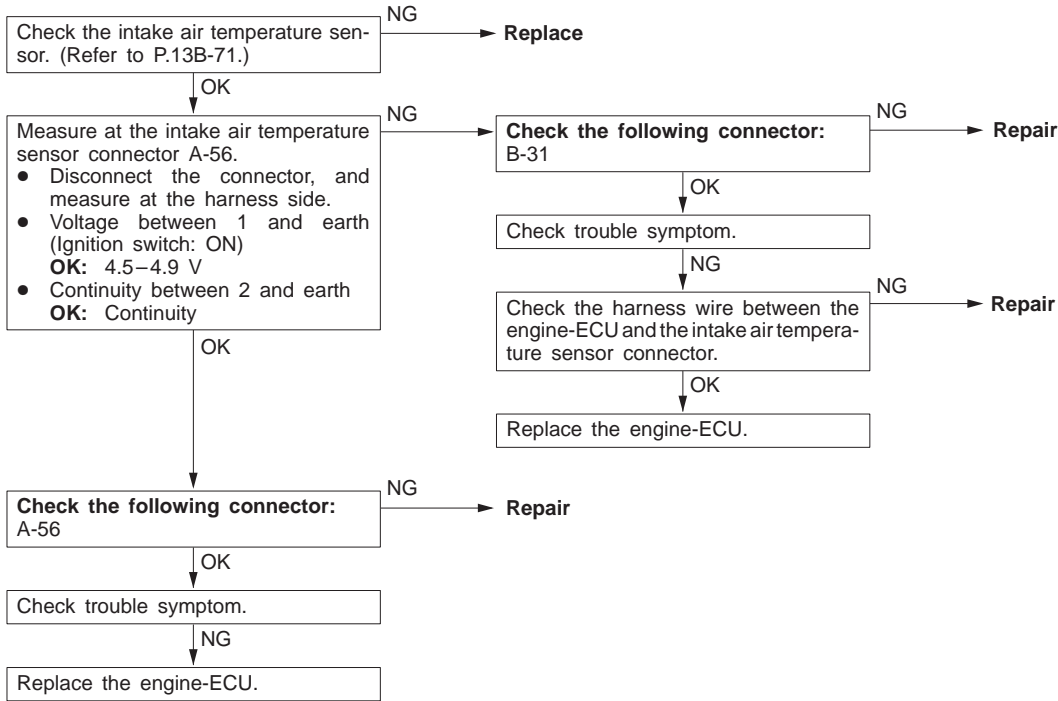 Check the intake air temperature sen-
sor. (Refer to P.13B-71.)
NG
Replace
OK
Measure at the intake air temperature
sensor connector A-56.
● Disconnect the connector, and
measure at the harness side.
● Voltage between 1 and earth
(Ignition switch: ON)
OK: 4.5–4.9 V
● Continuity between 2 and earth
OK: Continuity
NG
Check the following connector:
B-31
NG
Repair
OK
Check trouble symptom.
NG
Check the harness wire between the
engine-ECU and the intake air tempera-
ture sensor connector.
NG
Repair
OK
Replace the engine-ECU.
OK
Check the following connector:
A-56
NG
Repair
OK
Check trouble symptom.
NG
Replace the engine-ECU.